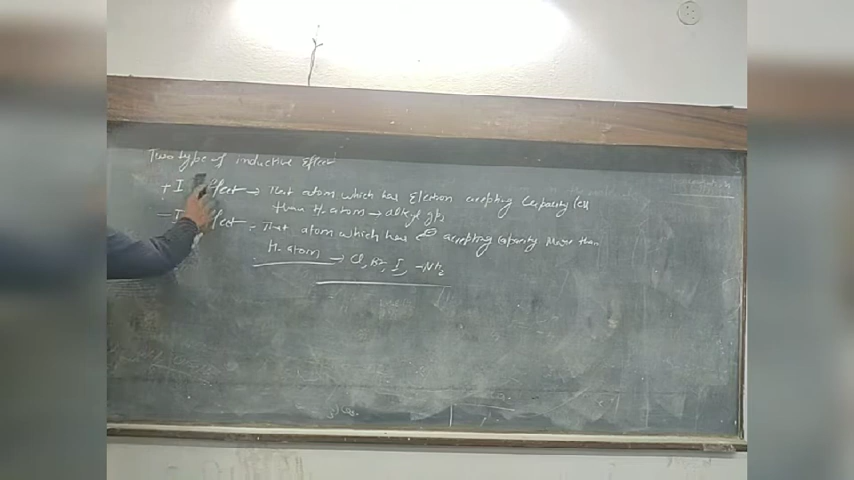 Two type of inductive Effect
+I effect → That atom which has Electron accepting capacity less
than H-atom → alkyl gps
-I effect = That atom which has e⊖ accepting capacity More than
H-atom → Cl, Br, I, -NH2